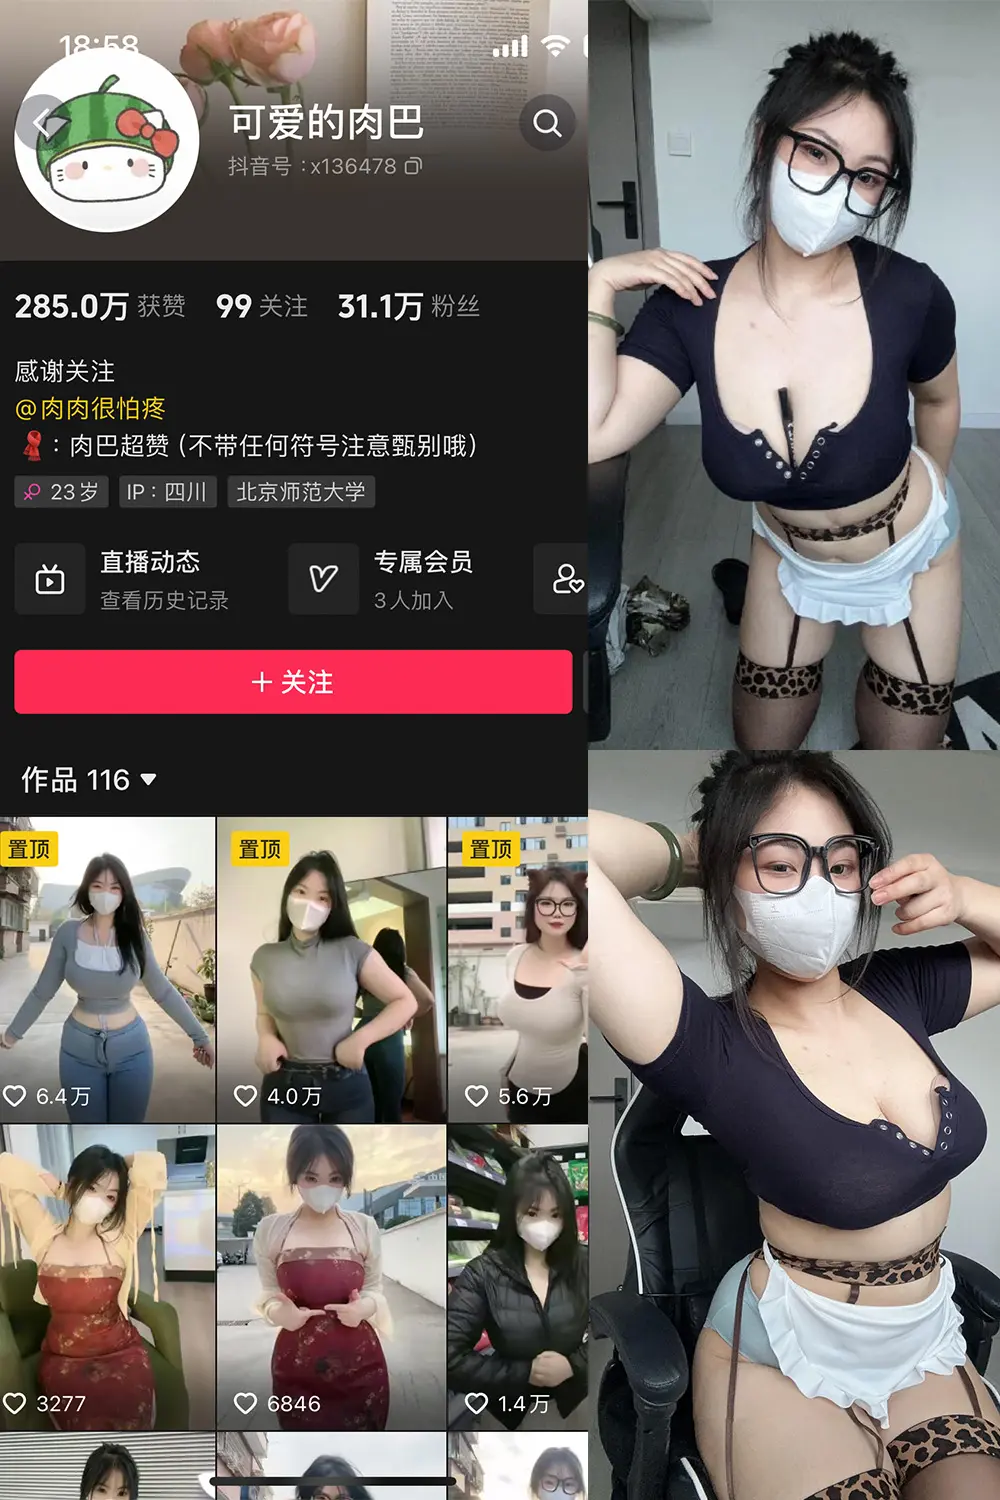 18:58
可爱的肉巴
抖音号：x136478
285.0万 获赞 99 关注 31.1万 粉丝
感谢关注
@肉肉很怕疼
：肉巴超赞 (不带任何符号注意甄别哦)
23岁 IP：四川 北京师范大学
直播动态 专属会员
查看历史记录 3人加入
+ 关注
作品 116
置顶 置顶 置顶
6.4万 4.0万 5.6万
3277 6846 1.4万